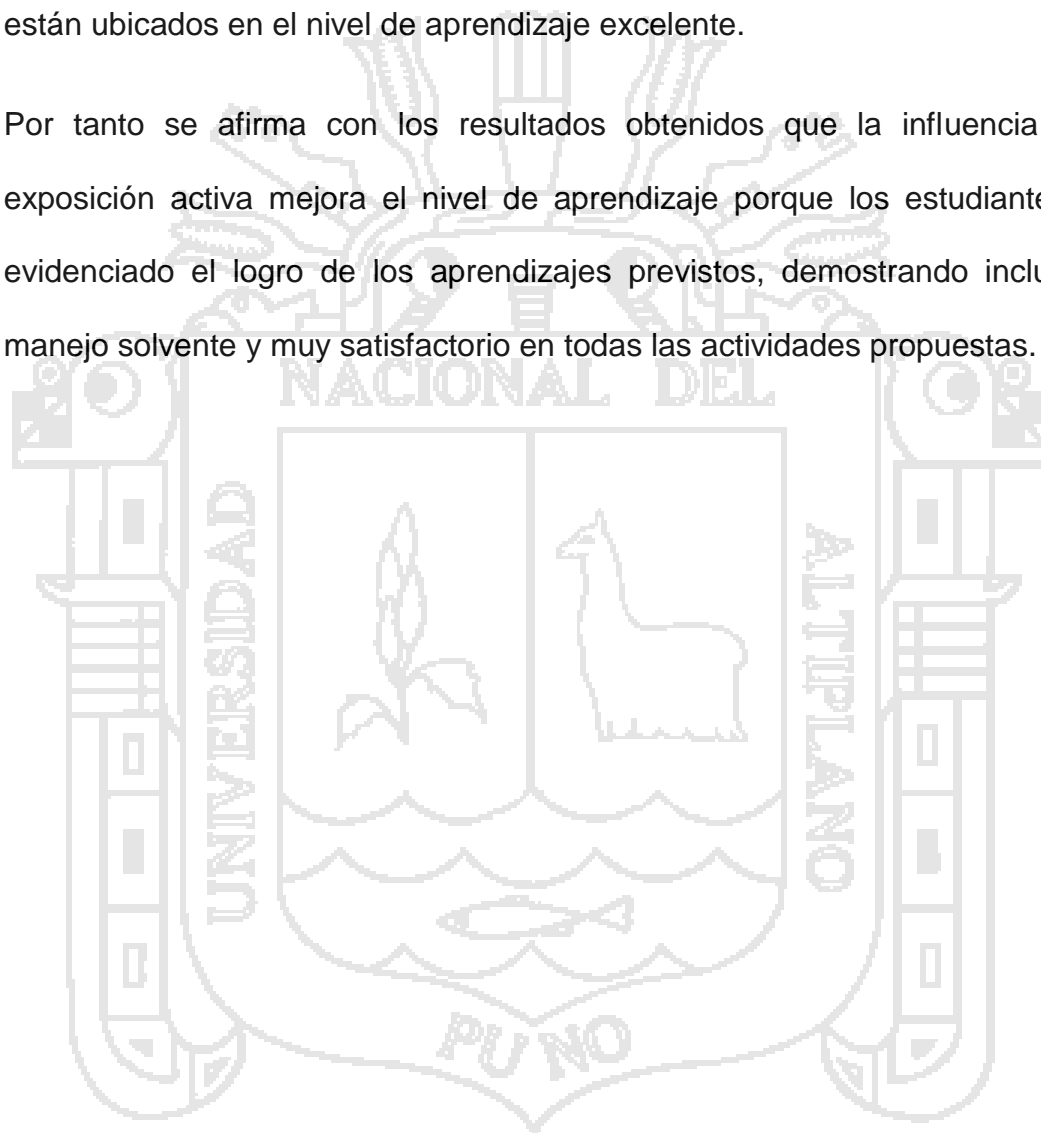 están ubicados en el nivel de aprendizaje excelente.
Por tanto se afirma con los resultados obtenidos que la influencia
exposición activa mejora el nivel de aprendizaje porque los estudiante
evidenciado el logro de los aprendizajes previstos, demostrando inclu
manejo solvente y muy satisfactorio en todas las actividades propuestas.
NACIONAL DEL
UNIVERSIDAD
ALTIPLANO
PUNO